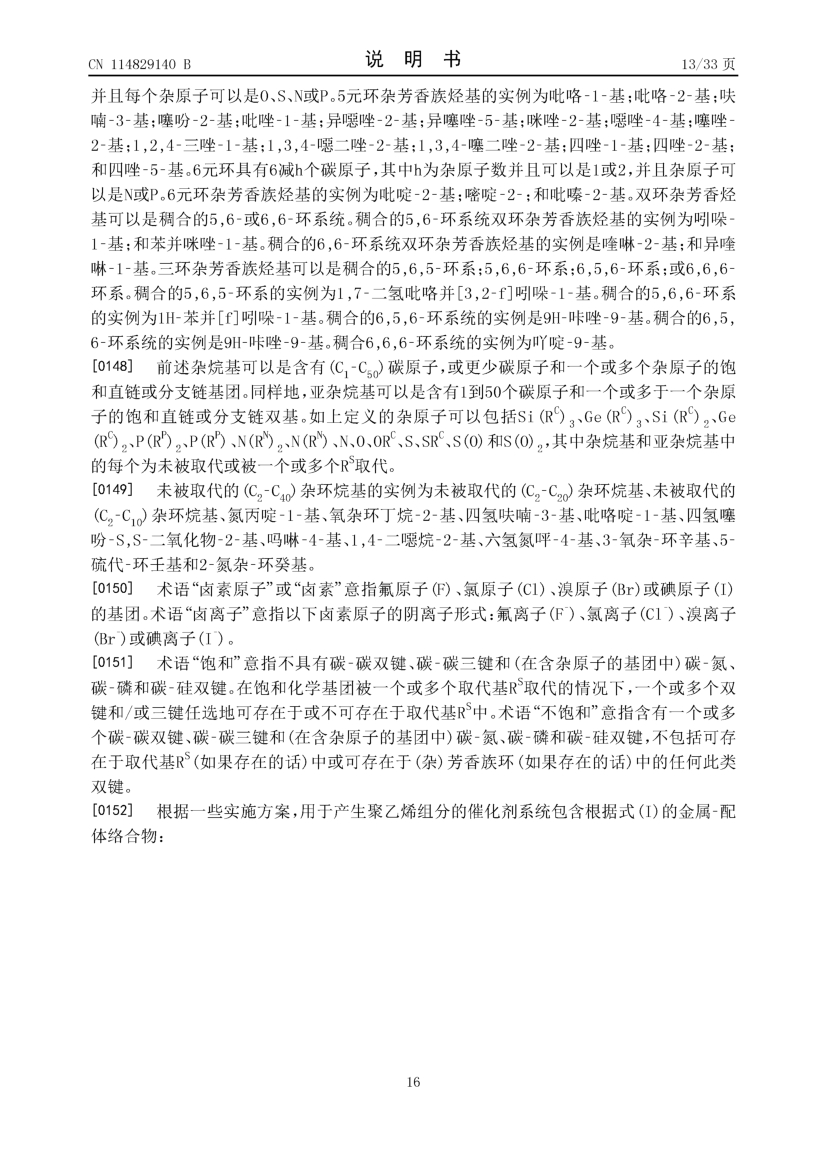 CN 114829140 B
说 明 书
13/33 页
并且每个杂原子可以是O、S、N或P。5元环杂芳香族烃基的实例为吡咯-1-基;吡咯-2-基;呋
喃-3-基;噻吩-2-基;吡唑-1-基;异噁唑-2-基;异噻唑-5-基;咪唑-2-基;噁唑-4-基;噻唑-
2-基;1,2,4-三唑-1-基;1,3,4-噁二唑-2-基;1,3,4-噻二唑-2-基;四唑-1-基;四唑-2-基;
和四唑-5-基。6元环具有6减h个碳原子,其中h为杂原子数并且可以是1或2,并且杂原子可
以是N或P。6元环杂芳香族烃基的实例为吡啶-2-基;嘧啶-2-;和吡嗪-2-基。双环杂芳香烃
基可以是稠合的5,6-或6,6-环系统。稠合的5,6-环系统双环杂芳香族烃基的实例为吲哚-
1-基;和苯并咪唑-1-基。稠合的6,6-环系统双环杂芳香族烃基的实例是喹啉-2-基;和异喹
啉-1-基。三环杂芳香族烃基可以是稠合的5,6,5-环系;5,6,6-环系;6,5,6-环系;或6,6,6-
环系。稠合的5,6,5-环系的实例为1,7-二氢吡咯并[3,2-f]吲哚-1-基。稠合的5,6,6-环系
的实例为1H-苯并[f]吲哚-1-基。稠合的6,5,6-环系统的实例是9H-咔唑-9-基。稠合的6,5,
6-环系统的实例是9H-咔唑-9-基。稠合6,6,6-环系统的实例为吖啶-9-基。
[0148] 前述杂烷基可以是含有(C₁-C₅₀)碳原子,或更少碳原子和一个或多个杂原子的饱
和直链或分支链基团。同样地,亚杂烷基可以是含有1到50个碳原子和一个或多于一个杂原
子的饱和直链或分支链双基。如上定义的杂原子可以包括Si(Rᶜ)₃、Ge(Rᶜ)₃、Si(Rᶜ)₂、Ge
(Rᶜ)₂、P(Rᴾ)₂、P(Rᴾ)、N(Rᴺ)₂、N(Rᴺ)、N、O、ORᶜ、S、SRᶜ、S(O)和S(O)₂,其中杂烷基和亚杂烷基中
的每个为未被取代或被一个或多个Rˢ取代。
[0149] 未被取代的(C₂-C₄₀)杂环烷基的实例为未被取代的(C₂-C₂₀)杂环烷基、未被取代的
(C₂-C₁₀)杂环烷基、氮丙啶-1-基、氧杂环丁烷-2-基、四氢呋喃-3-基、吡咯啶-1-基、四氢噻
吩-S,S-二氧化物-2-基、吗啉-4-基、1,4-二噁烷-2-基、六氢氮呯-4-基、3-氧杂-环辛基、5-
硫代-环壬基和2-氮杂-环癸基。
[0150] 术语“卤素原子”或“卤素”意指氟原子(F)、氯原子(Cl)、溴原子(Br)或碘原子(I)
的基团。术语“卤离子”意指以下卤素原子的阴离子形式:氟离子(F⁻)、氯离子(Cl⁻)、溴离子
(Br⁻)或碘离子(I⁻)。
[0151] 术语“饱和”意指不具有碳-碳双键、碳-碳三键和(在含杂原子的基团中)碳-氮、
碳-磷和碳-硅双键。在饱和化学基团被一个或多个取代基Rˢ取代的情况下,一个或多个双
键和/或三键任选地可存在于或不可存在于取代基Rˢ中。术语“不饱和”意指含有一个或多
个碳-碳双键、碳-碳三键和(在含杂原子的基团中)碳-氮、碳-磷和碳-硅双键,不包括可存
在于取代基Rˢ(如果存在的话)中或可存在于(杂)芳香族环(如果存在的话)中的任何此类
双键。
[0152] 根据一些实施方案,用于产生聚乙烯组分的催化剂系统包含根据式(I)的金属-配
体络合物:
16